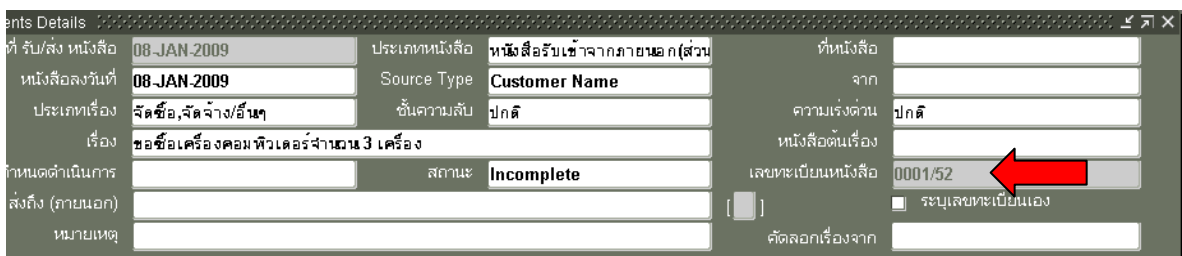 ents Details
ที่ รับ/ส่ง หนังสือ 08-JAN-2009 ประเภทหนังสือ หนังสือรับเข้าจากภายนอก(ส่วน ที่หนังสือ
หนังสือลงวันที่ 08-JAN-2009 Source Type Customer Name จาก
ประเภทเรื่อง จัดซื้อ,จัดจ้าง/อื่นๆ ชั้นความลับ ปกติ ความเร่งด่วน ปกติ
เรื่อง ขอซื้อเครื่องคอมพิวเตอร์จำนวน 3 เครื่อง หนังสือต้นเรื่อง
กำหนดดำเนินการ สถานะ Incomplete เลขทะเบียนหนังสือ 0001/52
ส่งถึง (ภายนอก) [ ] ระบุเลขทะเบียนเอง
หมายเหตุ คัดลอกเรื่องจาก